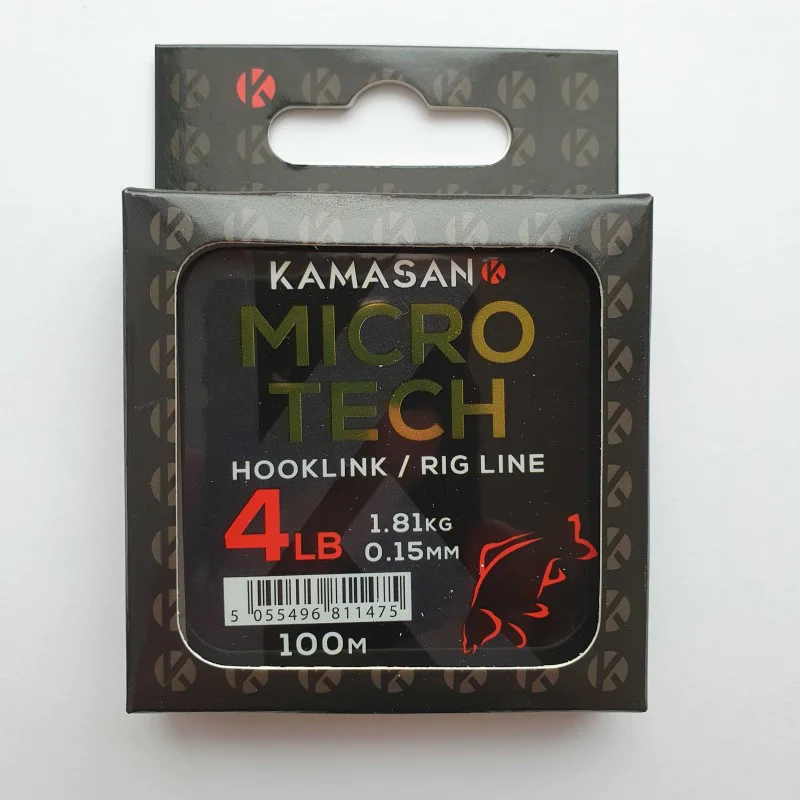 KAMASAN
MICRO
TECH
HOOKLINK / RIG LINE
4LB
1.81KG
0.15MM
5 055496 811475
100M